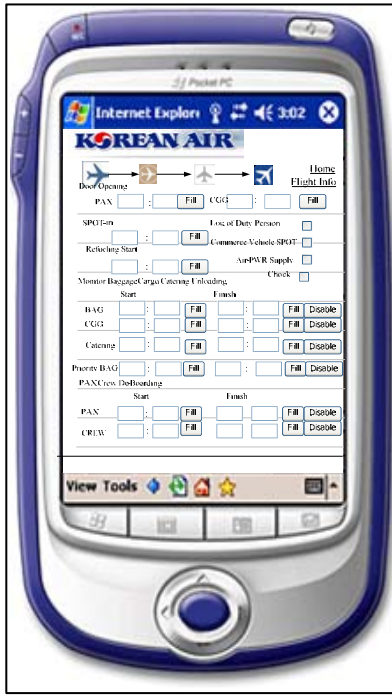 Pocket PC
Internet Explorer 3:02
KOREAN AIR
Home
Door Opening Flight Info
PAX : Fill CGG : Fill
SPOT-in Log of Duty Person
: Fill Commerce Vehicle SPOT
Refueling Start
: Fill Air-PWR Supply
Chock
Monitor BaggageCargo Catering Unloading
Start Finish
BAG : Fill : Fill Disable
CGG : Fill : Fill Disable
Catering : Fill : Fill Disable
Priority BAG : Fill : Fill Disable
PAXCrew De-Boarding
Start Finish
PAX : Fill Fill Disable
CREW : Fill Fill Disable
View Tools